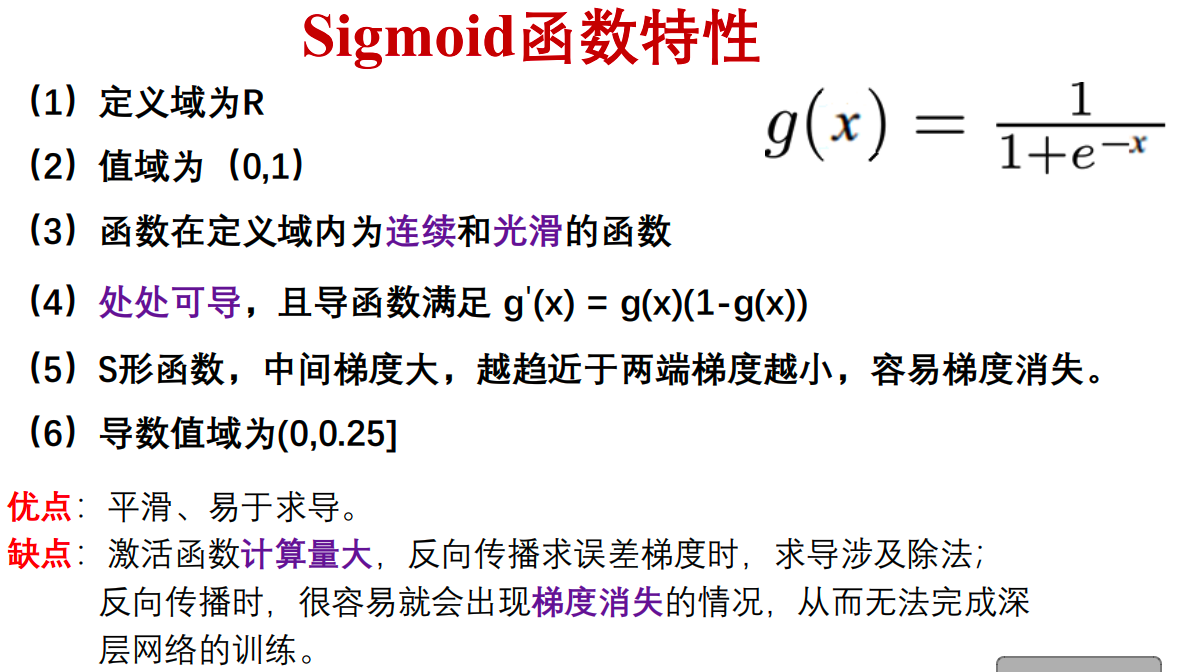 Sigmoid函数特性
（1）定义域为R
g(x) = 1/(1+e^{-x})
（2）值域为（0,1）
（3）函数在定义域内为连续和光滑的函数
（4）处处可导，且导函数满足 g'(x) = g(x)(1-g(x))
（5）S形函数，中间梯度大，越趋近于两端梯度越小，容易梯度消失。
（6）导数值域为(0,0.25]
优点：平滑、易于求导。
缺点：激活函数计算量大，反向传播求误差梯度时，求导涉及除法；
反向传播时，很容易就会出现梯度消失的情况，从而无法完成深
层网络的训练。